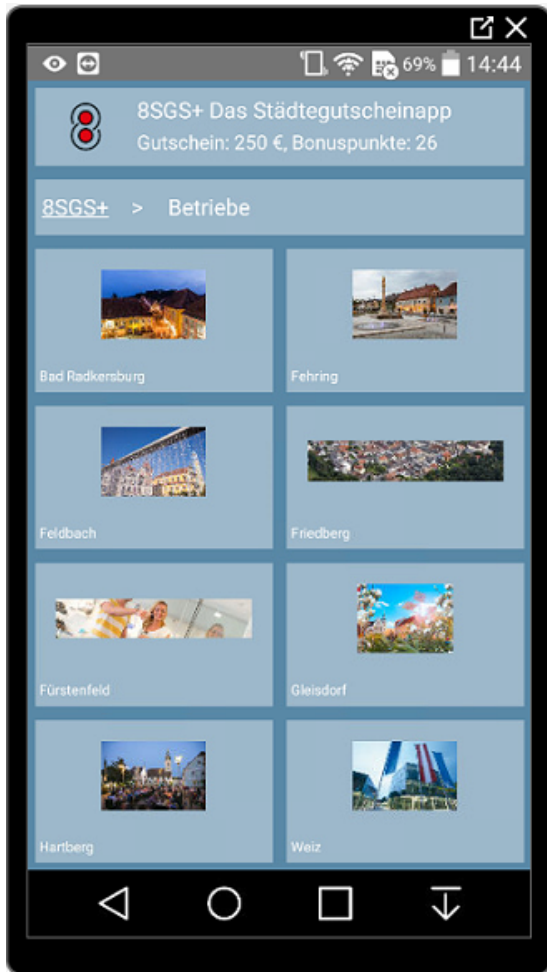 69% 14:44
8SGS+ Das Städtegutscheinapp
Gutschein: 250 €, Bonuspunkte: 26
8SGS+ > Betriebe
Bad Radkersburg
Fehring
Feldbach
Friedberg
Fürstenfeld
Gleisdorf
Hartberg
Weiz